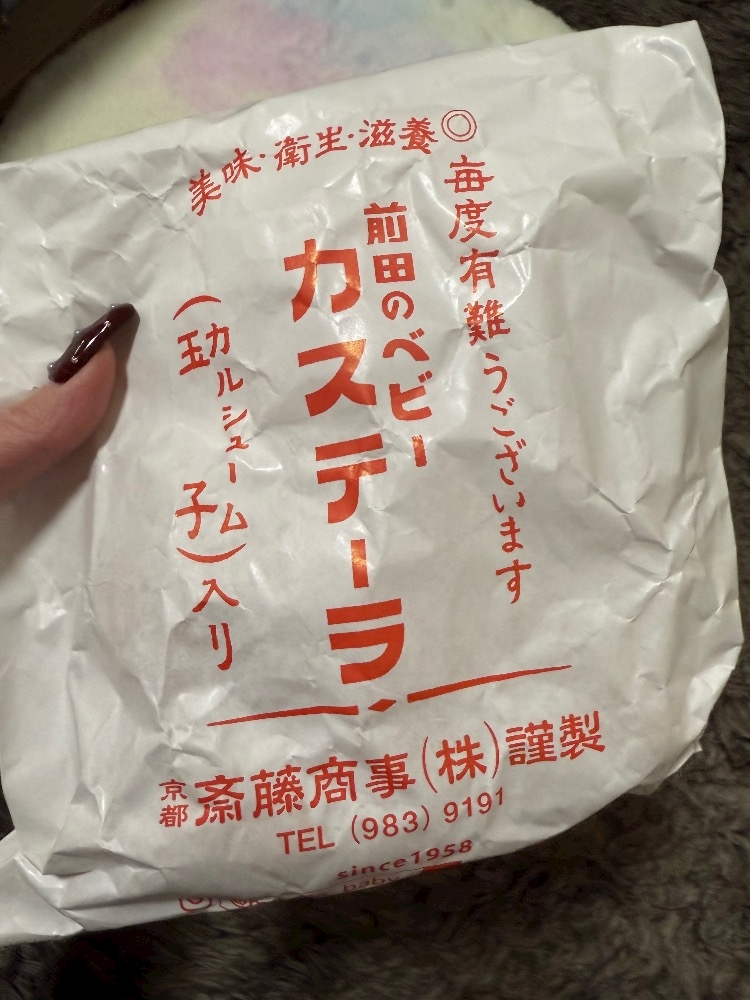 美味・衛生・滋養◎
毎度有難うございます
前田のベビー
カステーラ
(カルシューム
玉子)入り
京都 斎藤商事(株)謹製
TEL (983) 9191
since1958
baby